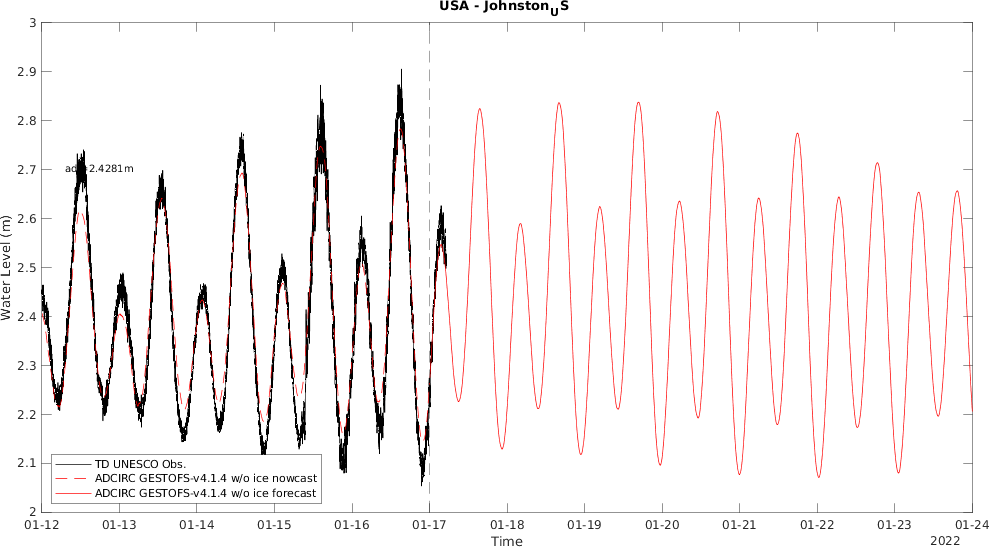 USA - Johnston_US
3
2.9
2.8
2.7
2.6
2.5
2.4
2.3
2.2
2.1
2
Water Level (m)
2.4281m
TD UNESCO Obs.
ADCIRC GESTOFS-v4.1.4 w/o ice nowcast
ADCIRC GESTOFS-v4.1.4 w/o ice forecast
01-12 01-13 01-14 01-15 01-16 01-17 01-18 01-19 01-20 01-21 01-22 01-23 01-24
Time
2022